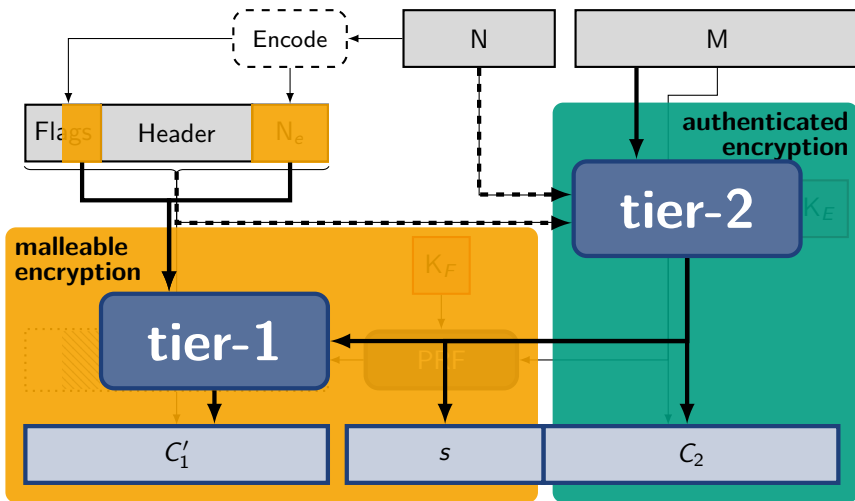 Encode
N
M
Flags
Header
N_e
authenticated
encryption
tier-2
K_E
malleable
encryption
K_F
tier-1
PRF
C′_1
s
C_2